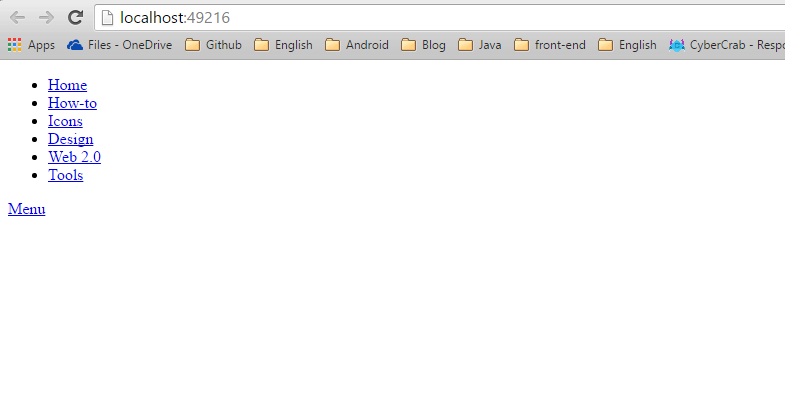 localhost:49216
Apps Files - OneDrive Github English Android Blog Java front-end English CyberCrab - Respo
Home
How-to
Icons
Design
Web 2.0
Tools
Menu